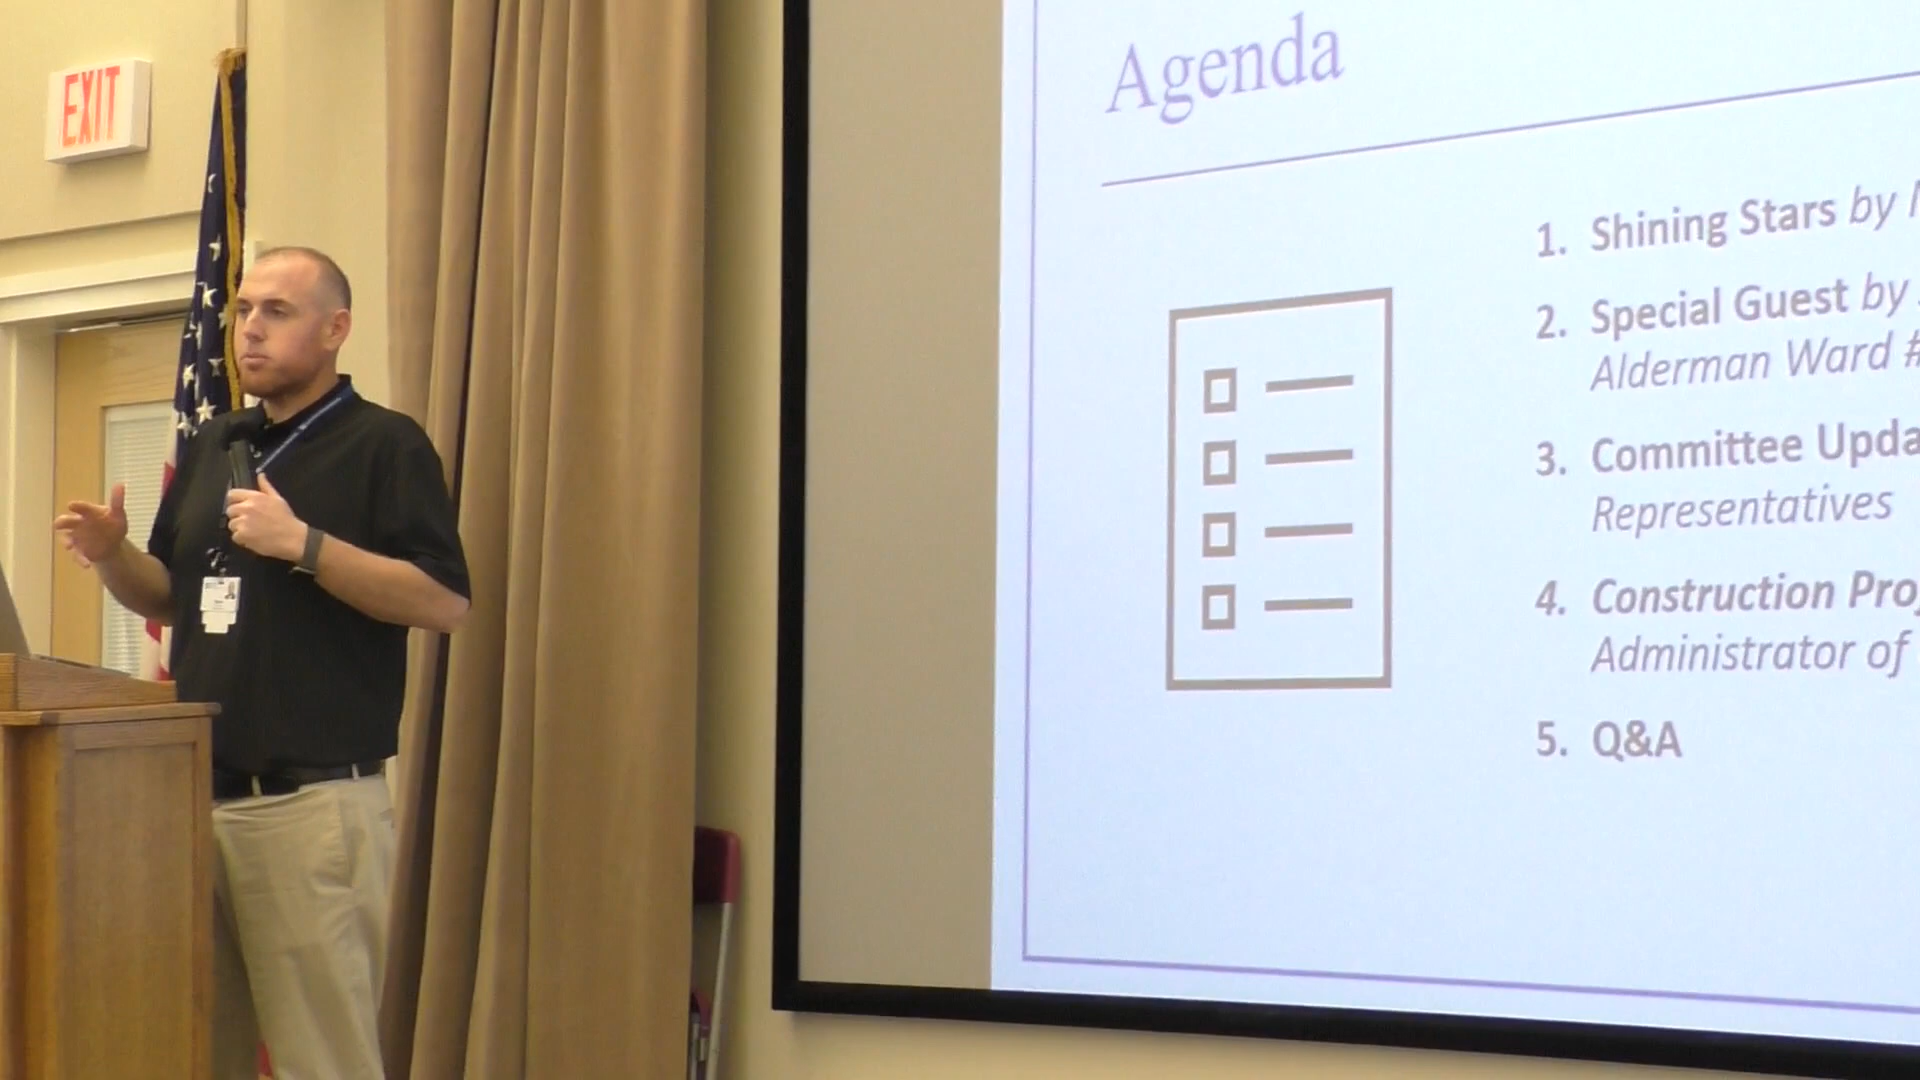 EXIT
Agenda
1. Shining Stars by
2. Special Guest by
Alderman Ward #
3. Committee Upda
Representatives
4. Construction Pro
Administrator of
5. Q&A